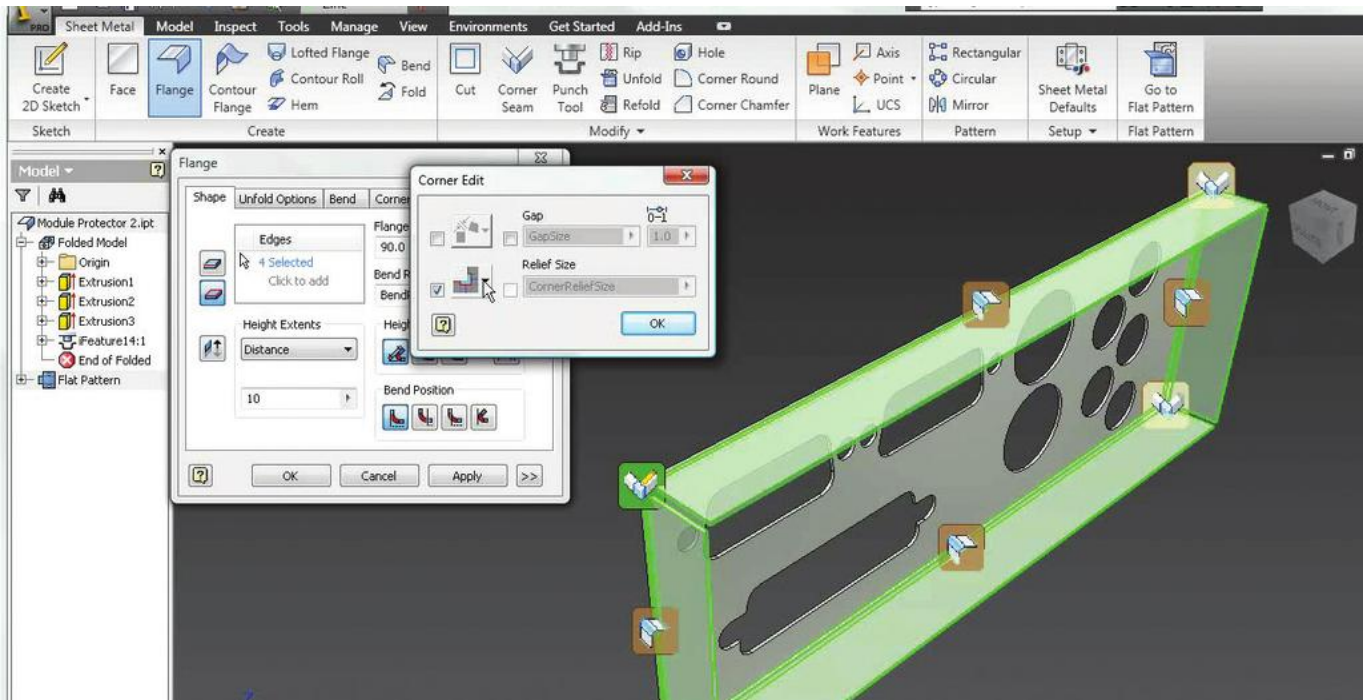 PRO Sheet Metal Model Inspect Tools Manage View Environments Get Started Add-Ins
Create
2D Sketch
Face
Flange
Contour
Flange
Lofted Flange
Contour Roll
Hem
Bend
Fold
Cut
Corner
Seam
Punch
Tool
Rip
Unfold
Refold
Hole
Corner Round
Corner Chamfer
Plane
Axis
Point
UCS
Rectangular
Circular
Mirror
Sheet Metal
Defaults
Go to
Flat Pattern
Sketch Create Modify Work Features Pattern Setup Flat Pattern
Model
Module Protector 2.ipt
Folded Model
Origin
Extrusion1
Extrusion2
Extrusion3
iFeature14:1
End of Folded
Flat Pattern
Flange
Shape Unfold Options Bend Corner
Edges
4 Selected
Click to add
Flange
90.0
Bend R
Bend
Height Extents
Distance
10
Heig
Bend Position
OK Cancel Apply >>
Corner Edit
Gap 0-1
GapSize 1.0
Relief Size
CornerReliefSize
OK
FRONT
Z